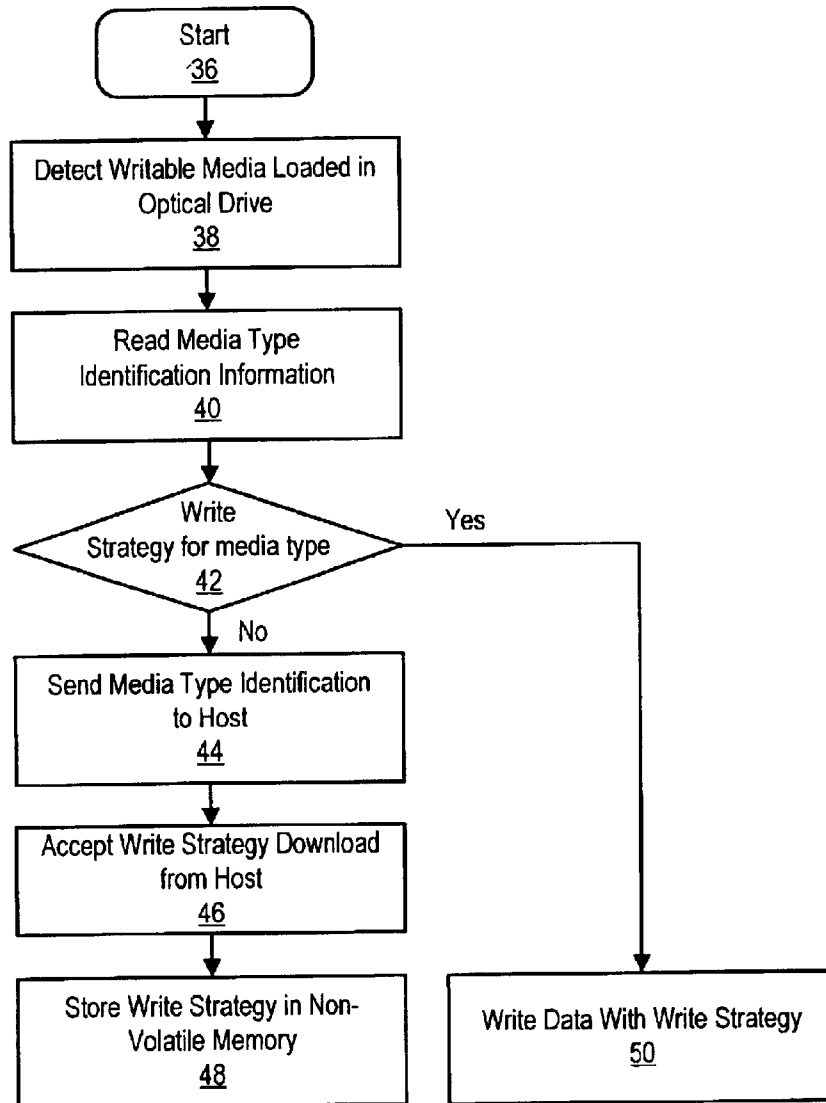 Start
36
Detect Writable Media Loaded in
Optical Drive
38
Read Media Type
Identification Information
40
Write
Strategy for media type
42
Yes
No
Send Media Type Identification
to Host
44
Accept Write Strategy Download
from Host
46
Store Write Strategy in Non-
Volatile Memory
48
Write Data With Write Strategy
50